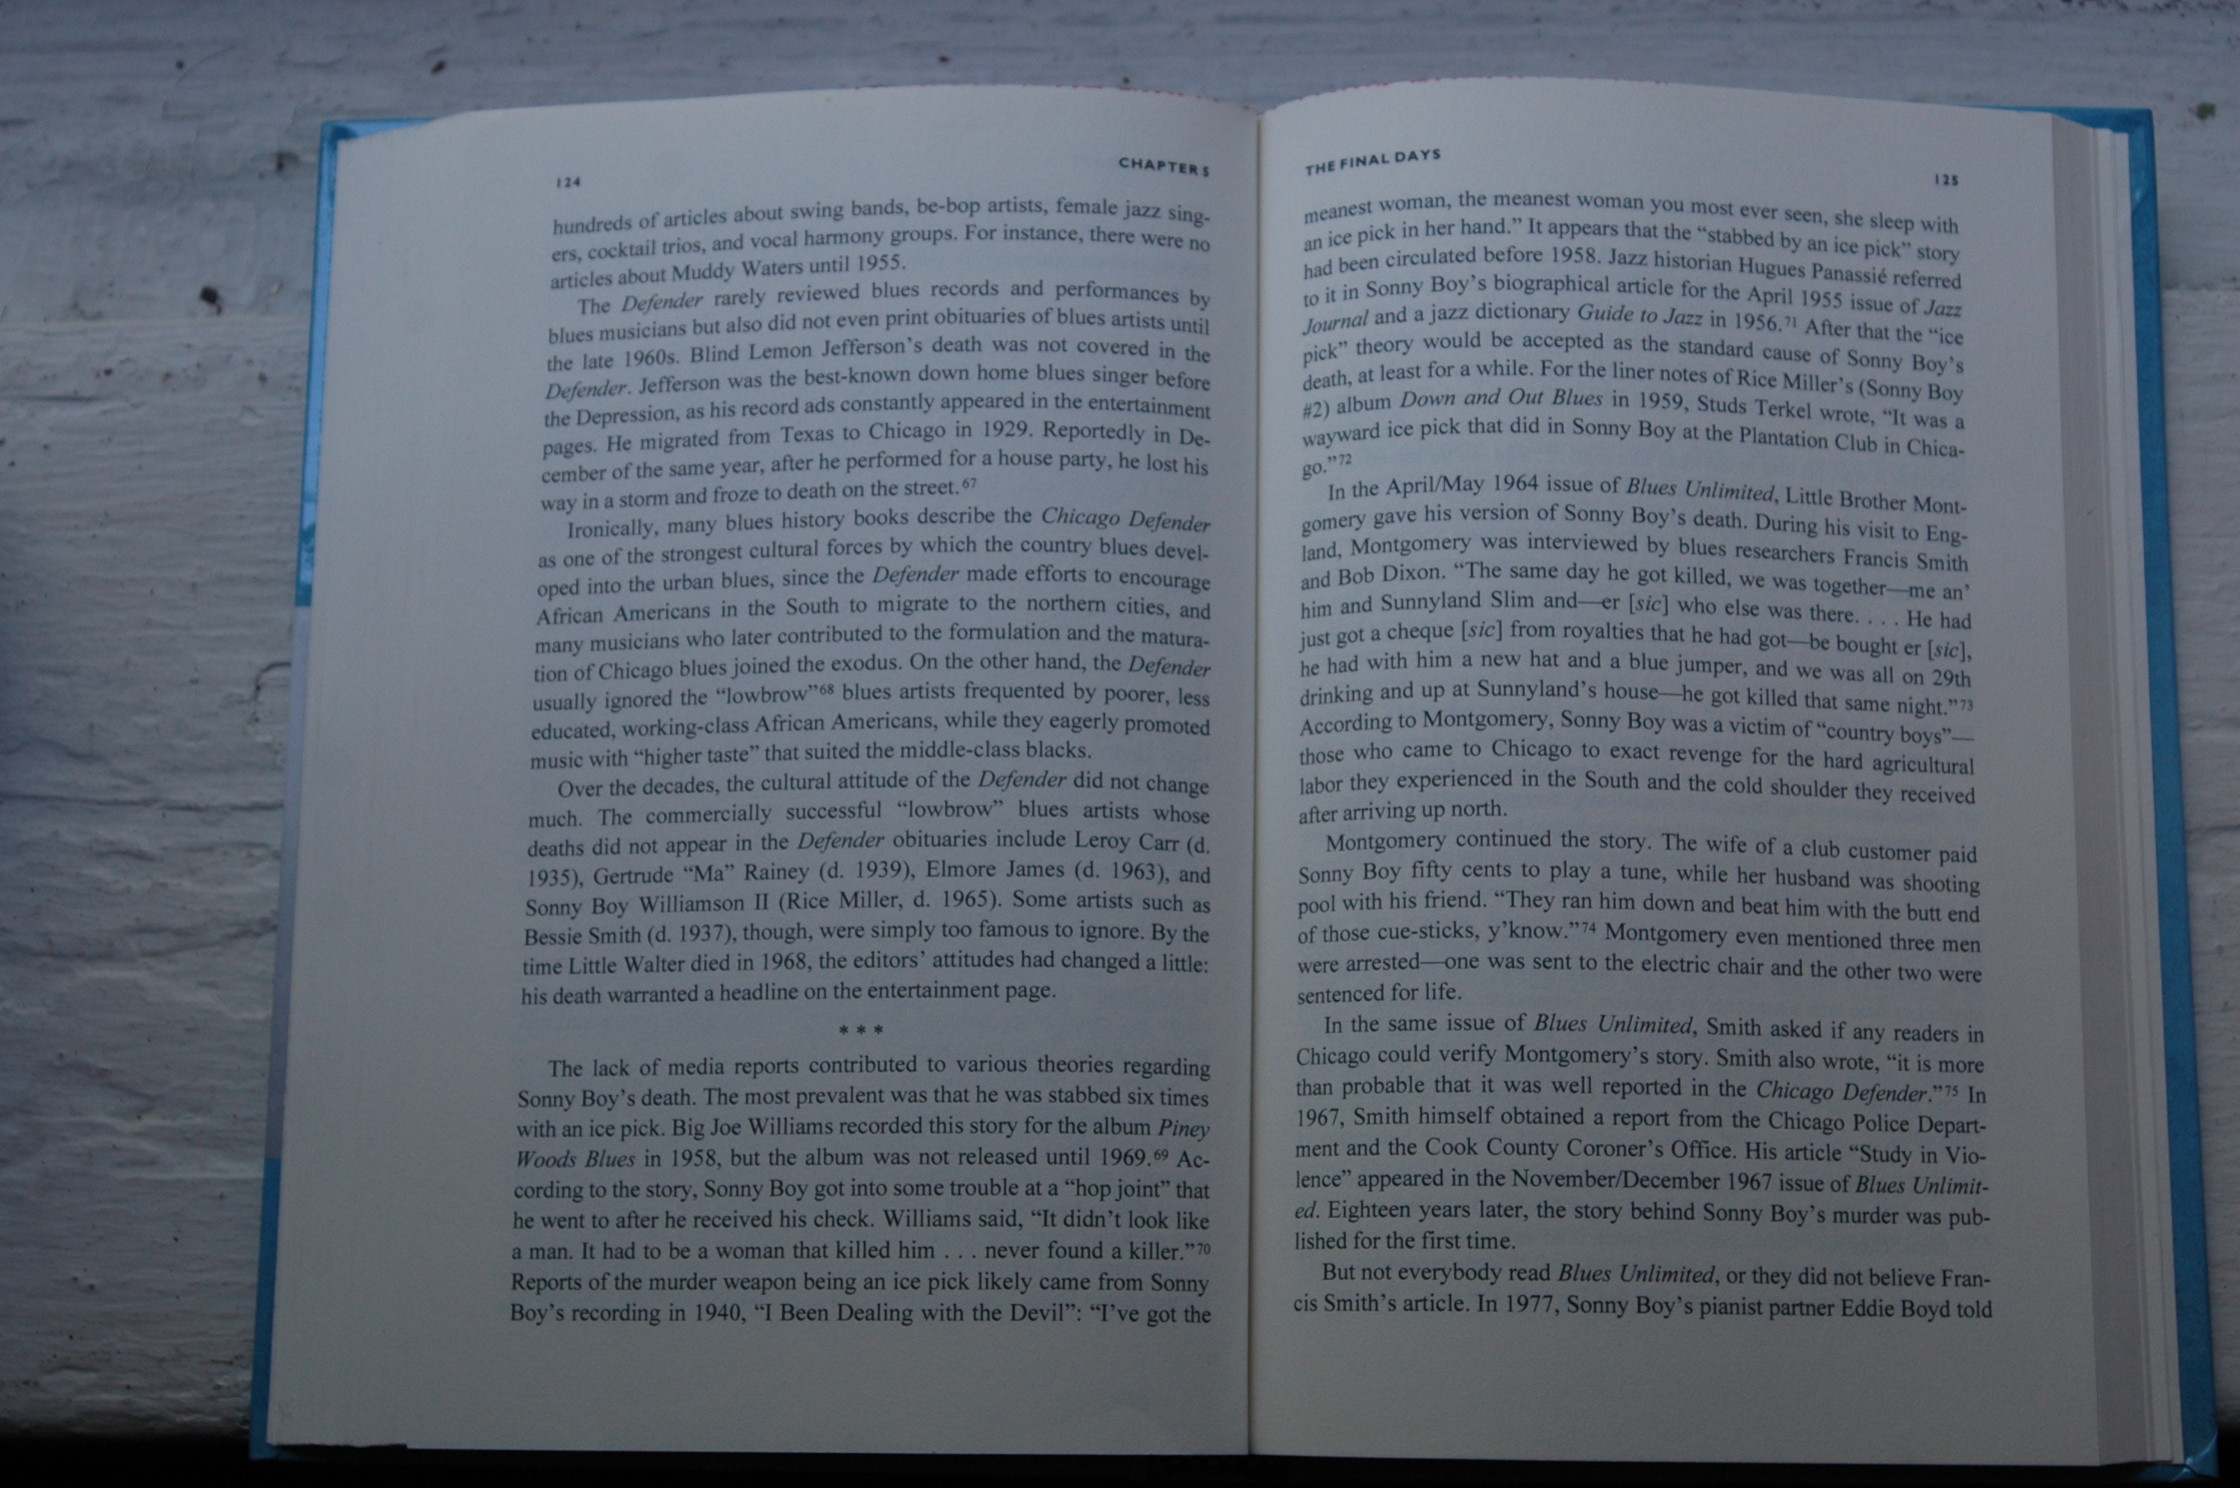 124
CHAPTER 5
hundreds of articles about swing bands, be-bop artists, female jazz sing-
ers, cocktail trios, and vocal harmony groups. For instance, there were no
articles about Muddy Waters until 1955.
The Defender rarely reviewed blues records and performances by
blues musicians but also did not even print obituaries of blues artists until
the late 1960s. Blind Lemon Jefferson's death was not covered in the
Defender. Jefferson was the best-known down home blues singer before
the Depression, as his record ads constantly appeared in the entertainment
pages. He migrated from Texas to Chicago in 1929. Reportedly in De-
cember of the same year, after he performed for a house party, he lost his
way in a storm and froze to death on the street.67
Ironically, many blues history books describe the Chicago Defender
as one of the strongest cultural forces by which the country blues devel-
oped into the urban blues, since the Defender made efforts to encourage
African Americans in the South to migrate to the northern cities, and
many musicians who later contributed to the formulation and the matura-
tion of Chicago blues joined the exodus. On the other hand, the Defender
usually ignored the “lowbrow”68 blues artists frequented by poorer, less
educated, working-class African Americans, while they eagerly promoted
music with “higher taste” that suited the middle-class blacks.
Over the decades, the cultural attitude of the Defender did not change
much. The commercially successful “lowbrow” blues artists whose
deaths did not appear in the Defender obituaries include Leroy Carr (d.
1935), Gertrude “Ma” Rainey (d. 1939), Elmore James (d. 1963), and
Sonny Boy Williamson II (Rice Miller, d. 1965). Some artists such as
Bessie Smith (d. 1937), though, were simply too famous to ignore. By the
time Little Walter died in 1968, the editors' attitudes had changed a little:
his death warranted a headline on the entertainment page.
* * *
The lack of media reports contributed to various theories regarding
Sonny Boy's death. The most prevalent was that he was stabbed six times
with an ice pick. Big Joe Williams recorded this story for the album Piney
Woods Blues in 1958, but the album was not released until 1969.69 Ac-
cording to the story, Sonny Boy got into some trouble at a “hop joint” that
he went to after he received his check. Williams said, “It didn't look like
a man. It had to be a woman that killed him . . . never found a killer.”70
Reports of the murder weapon being an ice pick likely came from Sonny
Boy's recording in 1940, “I Been Dealing with the Devil”: “I've got the
THE FINAL DAYS
125
meanest woman, the meanest woman you most ever seen, she sleep with
an ice pick in her hand.” It appears that the “stabbed by an ice pick” story
had been circulated before 1958. Jazz historian Hugues Panassié referred
to it in Sonny Boy's biographical article for the April 1955 issue of Jazz
Journal and a jazz dictionary Guide to Jazz in 1956.71 After that the “ice
pick” theory would be accepted as the standard cause of Sonny Boy's
death, at least for a while. For the liner notes of Rice Miller's (Sonny Boy
#2) album Down and Out Blues in 1959, Studs Terkel wrote, “It was a
wayward ice pick that did in Sonny Boy at the Plantation Club in Chica-
go.”72
In the April/May 1964 issue of Blues Unlimited, Little Brother Mont-
gomery gave his version of Sonny Boy's death. During his visit to Eng-
land, Montgomery was interviewed by blues researchers Francis Smith
and Bob Dixon. “The same day he got killed, we was together—me an'
him and Sunnyland Slim and—er [sic] who else was there. . . . He had
just got a cheque [sic] from royalties that he had got—be bought er [sic],
he had with him a new hat and a blue jumper, and we was all on 29th
drinking and up at Sunnyland's house—he got killed that same night.”73
According to Montgomery, Sonny Boy was a victim of “country boys”—
those who came to Chicago to exact revenge for the hard agricultural
labor they experienced in the South and the cold shoulder they received
after arriving up north.
Montgomery continued the story. The wife of a club customer paid
Sonny Boy fifty cents to play a tune, while her husband was shooting
pool with his friend. “They ran him down and beat him with the butt end
of those cue-sticks, y'know.”74 Montgomery even mentioned three men
were arrested—one was sent to the electric chair and the other two were
sentenced for life.
In the same issue of Blues Unlimited, Smith asked if any readers in
Chicago could verify Montgomery's story. Smith also wrote, “it is more
than probable that it was well reported in the Chicago Defender.”75 In
1967, Smith himself obtained a report from the Chicago Police Depart-
ment and the Cook County Coroner's Office. His article “Study in Vio-
lence” appeared in the November/December 1967 issue of Blues Unlimit-
ed. Eighteen years later, the story behind Sonny Boy's murder was pub-
lished for the first time.
But not everybody read Blues Unlimited, or they did not believe Fran-
cis Smith's article. In 1977, Sonny Boy's pianist partner Eddie Boyd told